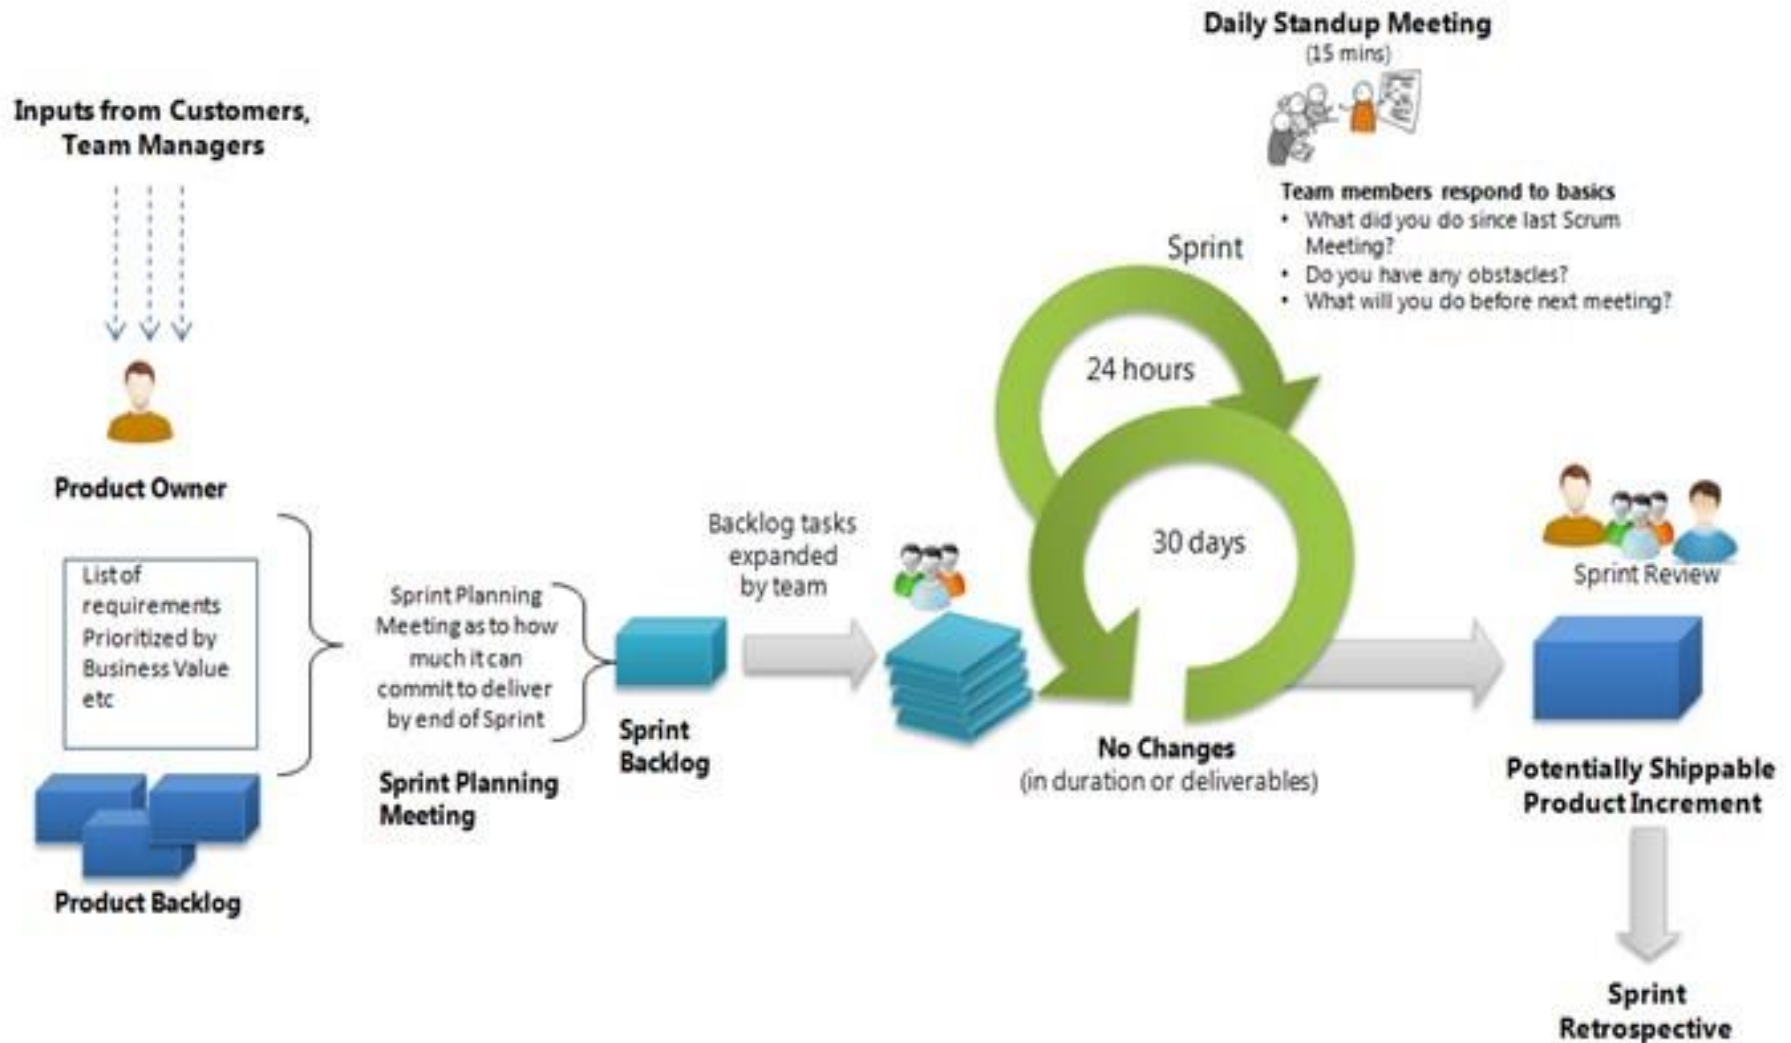 Inputs from Customers,
Team Managers
Product Owner
List of
requirements
Prioritized by
Business Value
etc
Product Backlog
Sprint Planning
Meeting as to how
much it can
commit to deliver
by end of Sprint
Sprint Planning
Meeting
Sprint
Backlog
Backlog tasks
expanded
by team
Daily Standup Meeting
(15 mins)
Team members respond to basics
• What did you do since last Scrum
Meeting?
• Do you have any obstacles?
• What will you do before next meeting?
Sprint
24 hours
30 days
No Changes
(in duration or deliverables)
Sprint Review
Potentially Shippable
Product Increment
Sprint
Retrospective